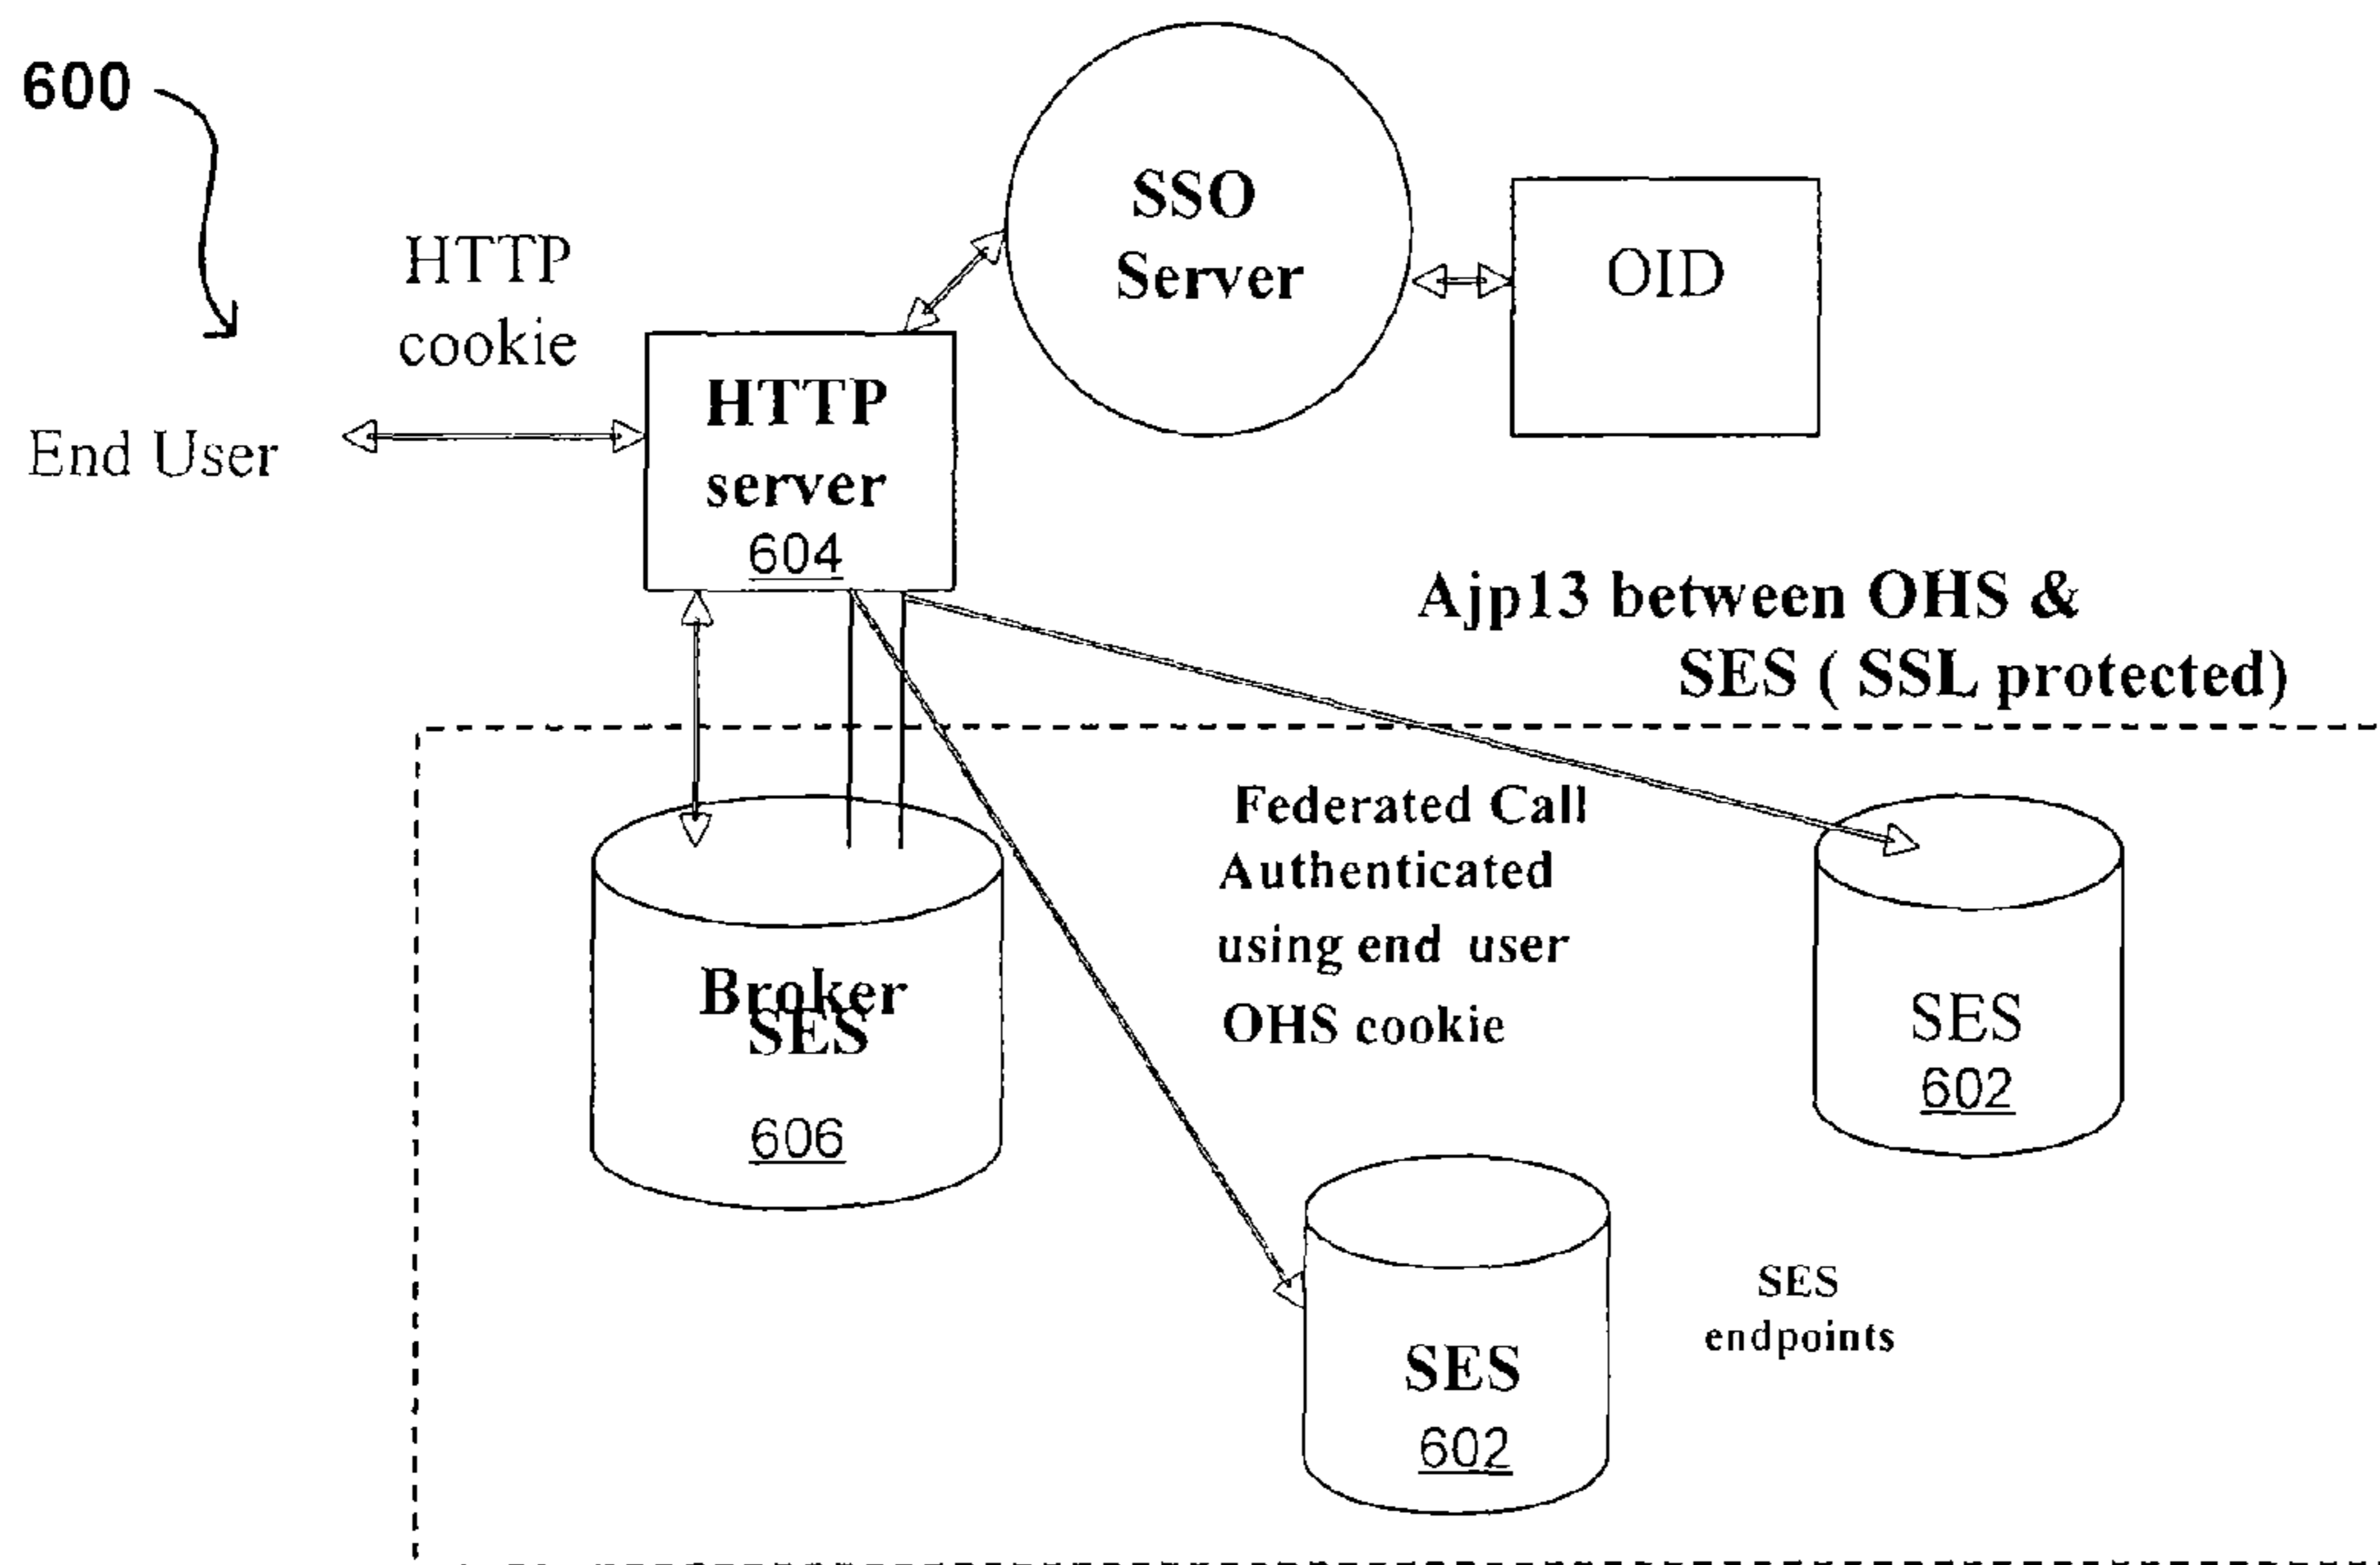 600
HTTP
cookie
End User
SSO
Server
OID
HTTP
server
604
Ajp13 between OHS &
SES ( SSL protected)
Federated Call
Authenticated
using end user
OHS cookie
Broker
SES
606
SES
602
SES
602
SES
endpoints